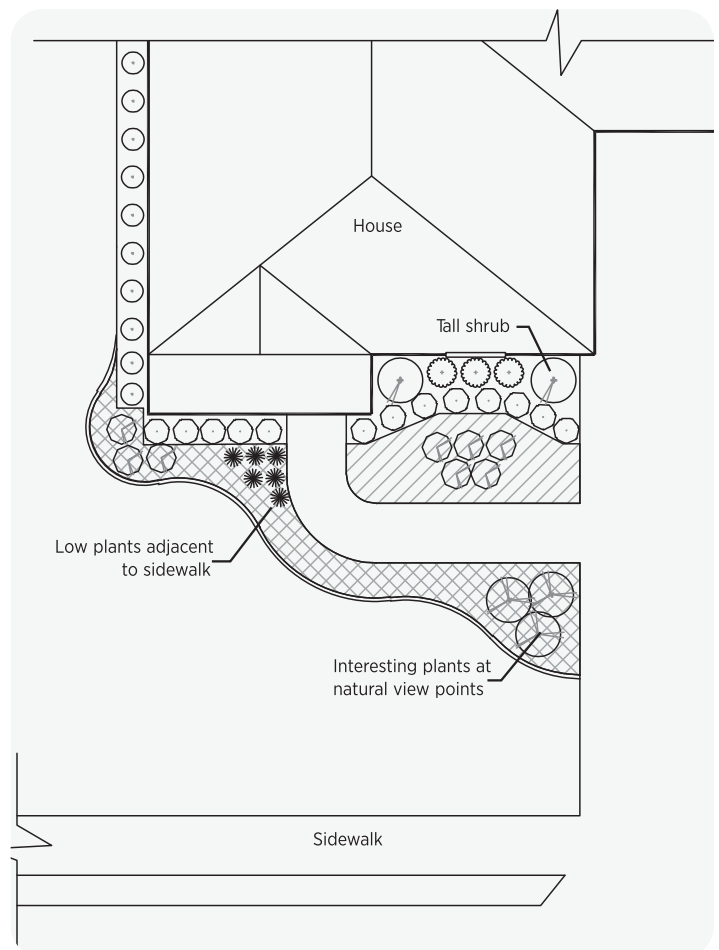 House
Tall shrub
Low plants adjacent
to sidewalk
Interesting plants at
natural view points
Sidewalk